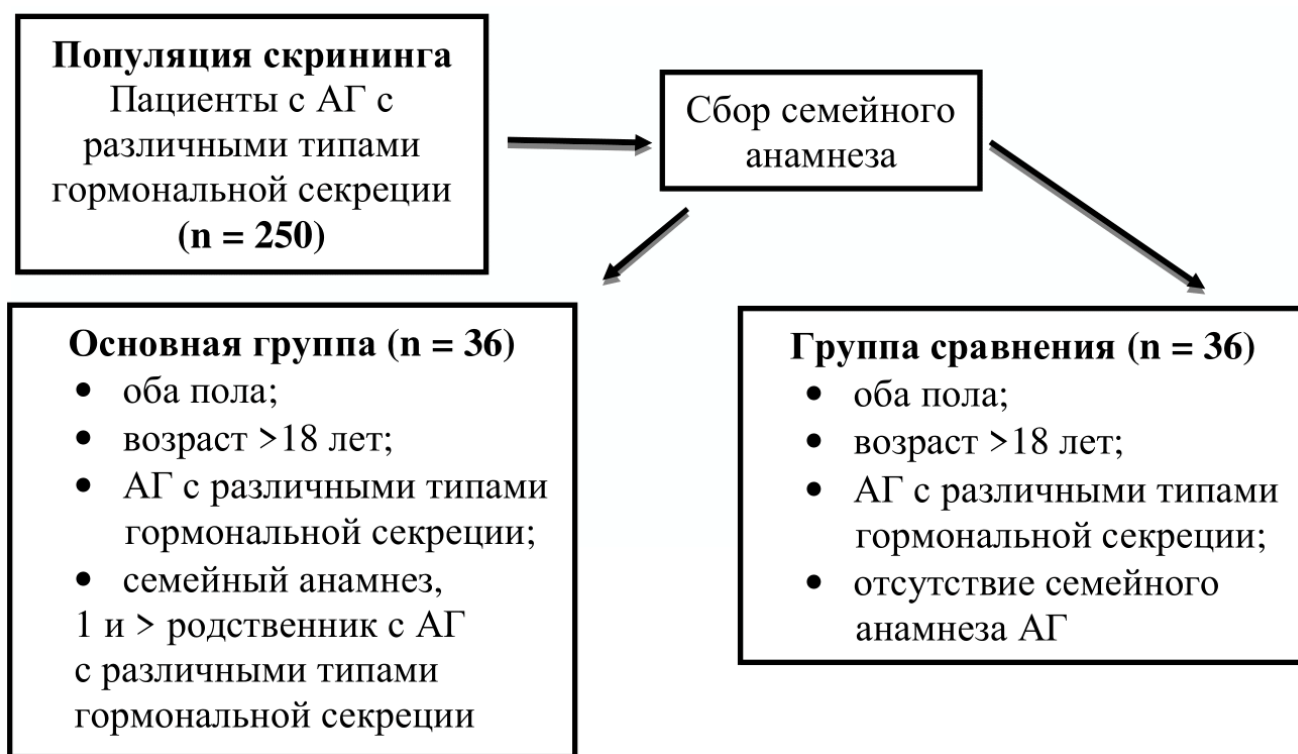 Популяция скрининга
Пациенты с АГ с
различными типами
гормональной секреции
(n = 250)
Сбор семейного
анамнеза
Основная группа (n = 36)
• оба пола;
• возраст >18 лет;
• АГ с различными типами
гормональной секреции;
• семейный анамнез,
1 и > родственник с АГ
с различными типами
гормональной секреции
Группа сравнения (n = 36)
• оба пола;
• возраст >18 лет;
• АГ с различными типами
гормональной секреции;
• отсутствие семейного
анамнеза АГ